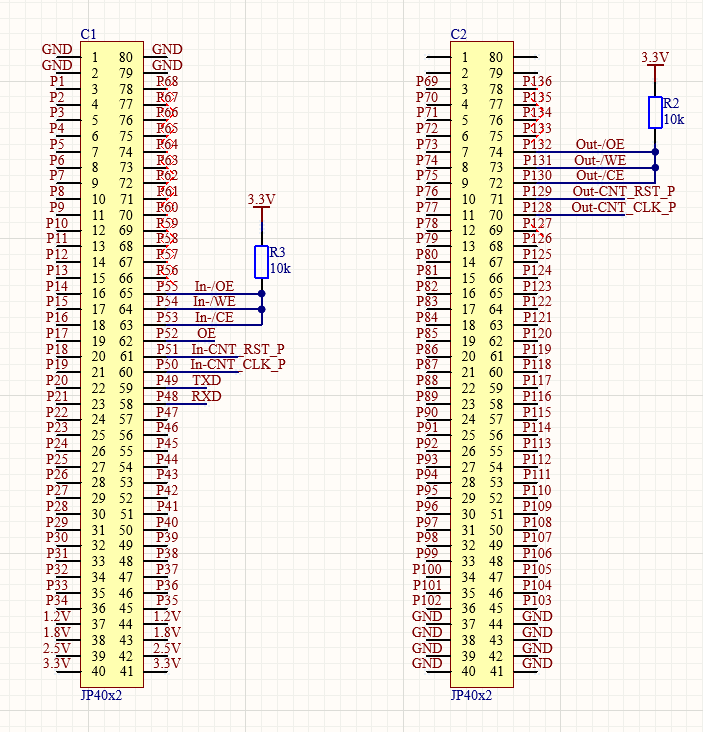 C1
GND 1 80 GND
GND 2 79 GND
P1 3 78 P68
P2 4 77 P67
P3 5 76 P66
P4 6 75 P65
P5 7 74 P64
P6 8 73 P63
P7 9 72 P62
P8 10 71 P61
P9 11 70 P60
P10 12 69 P59
P11 13 68 P58
P12 14 67 P57
P13 15 66 P56
P14 16 65 P55 In-/OE
P15 17 64 P54 In-/WE
P16 18 63 P53 In-/CE
P17 19 62 P52 OE
P18 20 61 P51 In-CNT_RST_P
P19 21 60 P50 In-CNT_CLK_P
P20 22 59 P49 TXD
P21 23 58 P48 RXD
P22 24 57 P47
P23 25 56 P46
P24 26 55 P45
P25 27 54 P44
P26 28 53 P43
P27 29 52 P42
P28 30 51 P41
P29 31 50 P40
P30 32 49 P39
P31 33 48 P38
P32 34 47 P37
P33 35 46 P36
P34 36 45 P35
1.2V 37 44 1.2V
1.8V 38 43 1.8V
2.5V 39 42 2.5V
3.3V 40 41 3.3V
JP40x2
3.3V
R3
10k
C2
1 80
2 79
P69 3 78 P136
P70 4 77 P135
P71 5 76 P134
P72 6 75 P133
P73 7 74 P132 Out-/OE
P74 8 73 P131 Out-/WE
P75 9 72 P130 Out-/CE
P76 10 71 P129 Out-CNT_RST_P
P77 11 70 P128 Out-CNT_CLK_P
P78 12 69 P127
P79 13 68 P126
P80 14 67 P125
P81 15 66 P124
P82 16 65 P123
P83 17 64 P122
P84 18 63 P121
P85 19 62 P120
P86 20 61 P119
P87 21 60 P118
P88 22 59 P117
P89 23 58 P116
P90 24 57 P115
P91 25 56 P114
P92 26 55 P113
P93 27 54 P112
P94 28 53 P111
P95 29 52 P110
P96 30 51 P109
P97 31 50 P108
P98 32 49 P107
P99 33 48 P106
P100 34 47 P105
P101 35 46 P104
P102 36 45 P103
GND 37 44 GND
GND 38 43 GND
GND 39 42 GND
GND 40 41 GND
JP40x2
3.3V
R2
10k